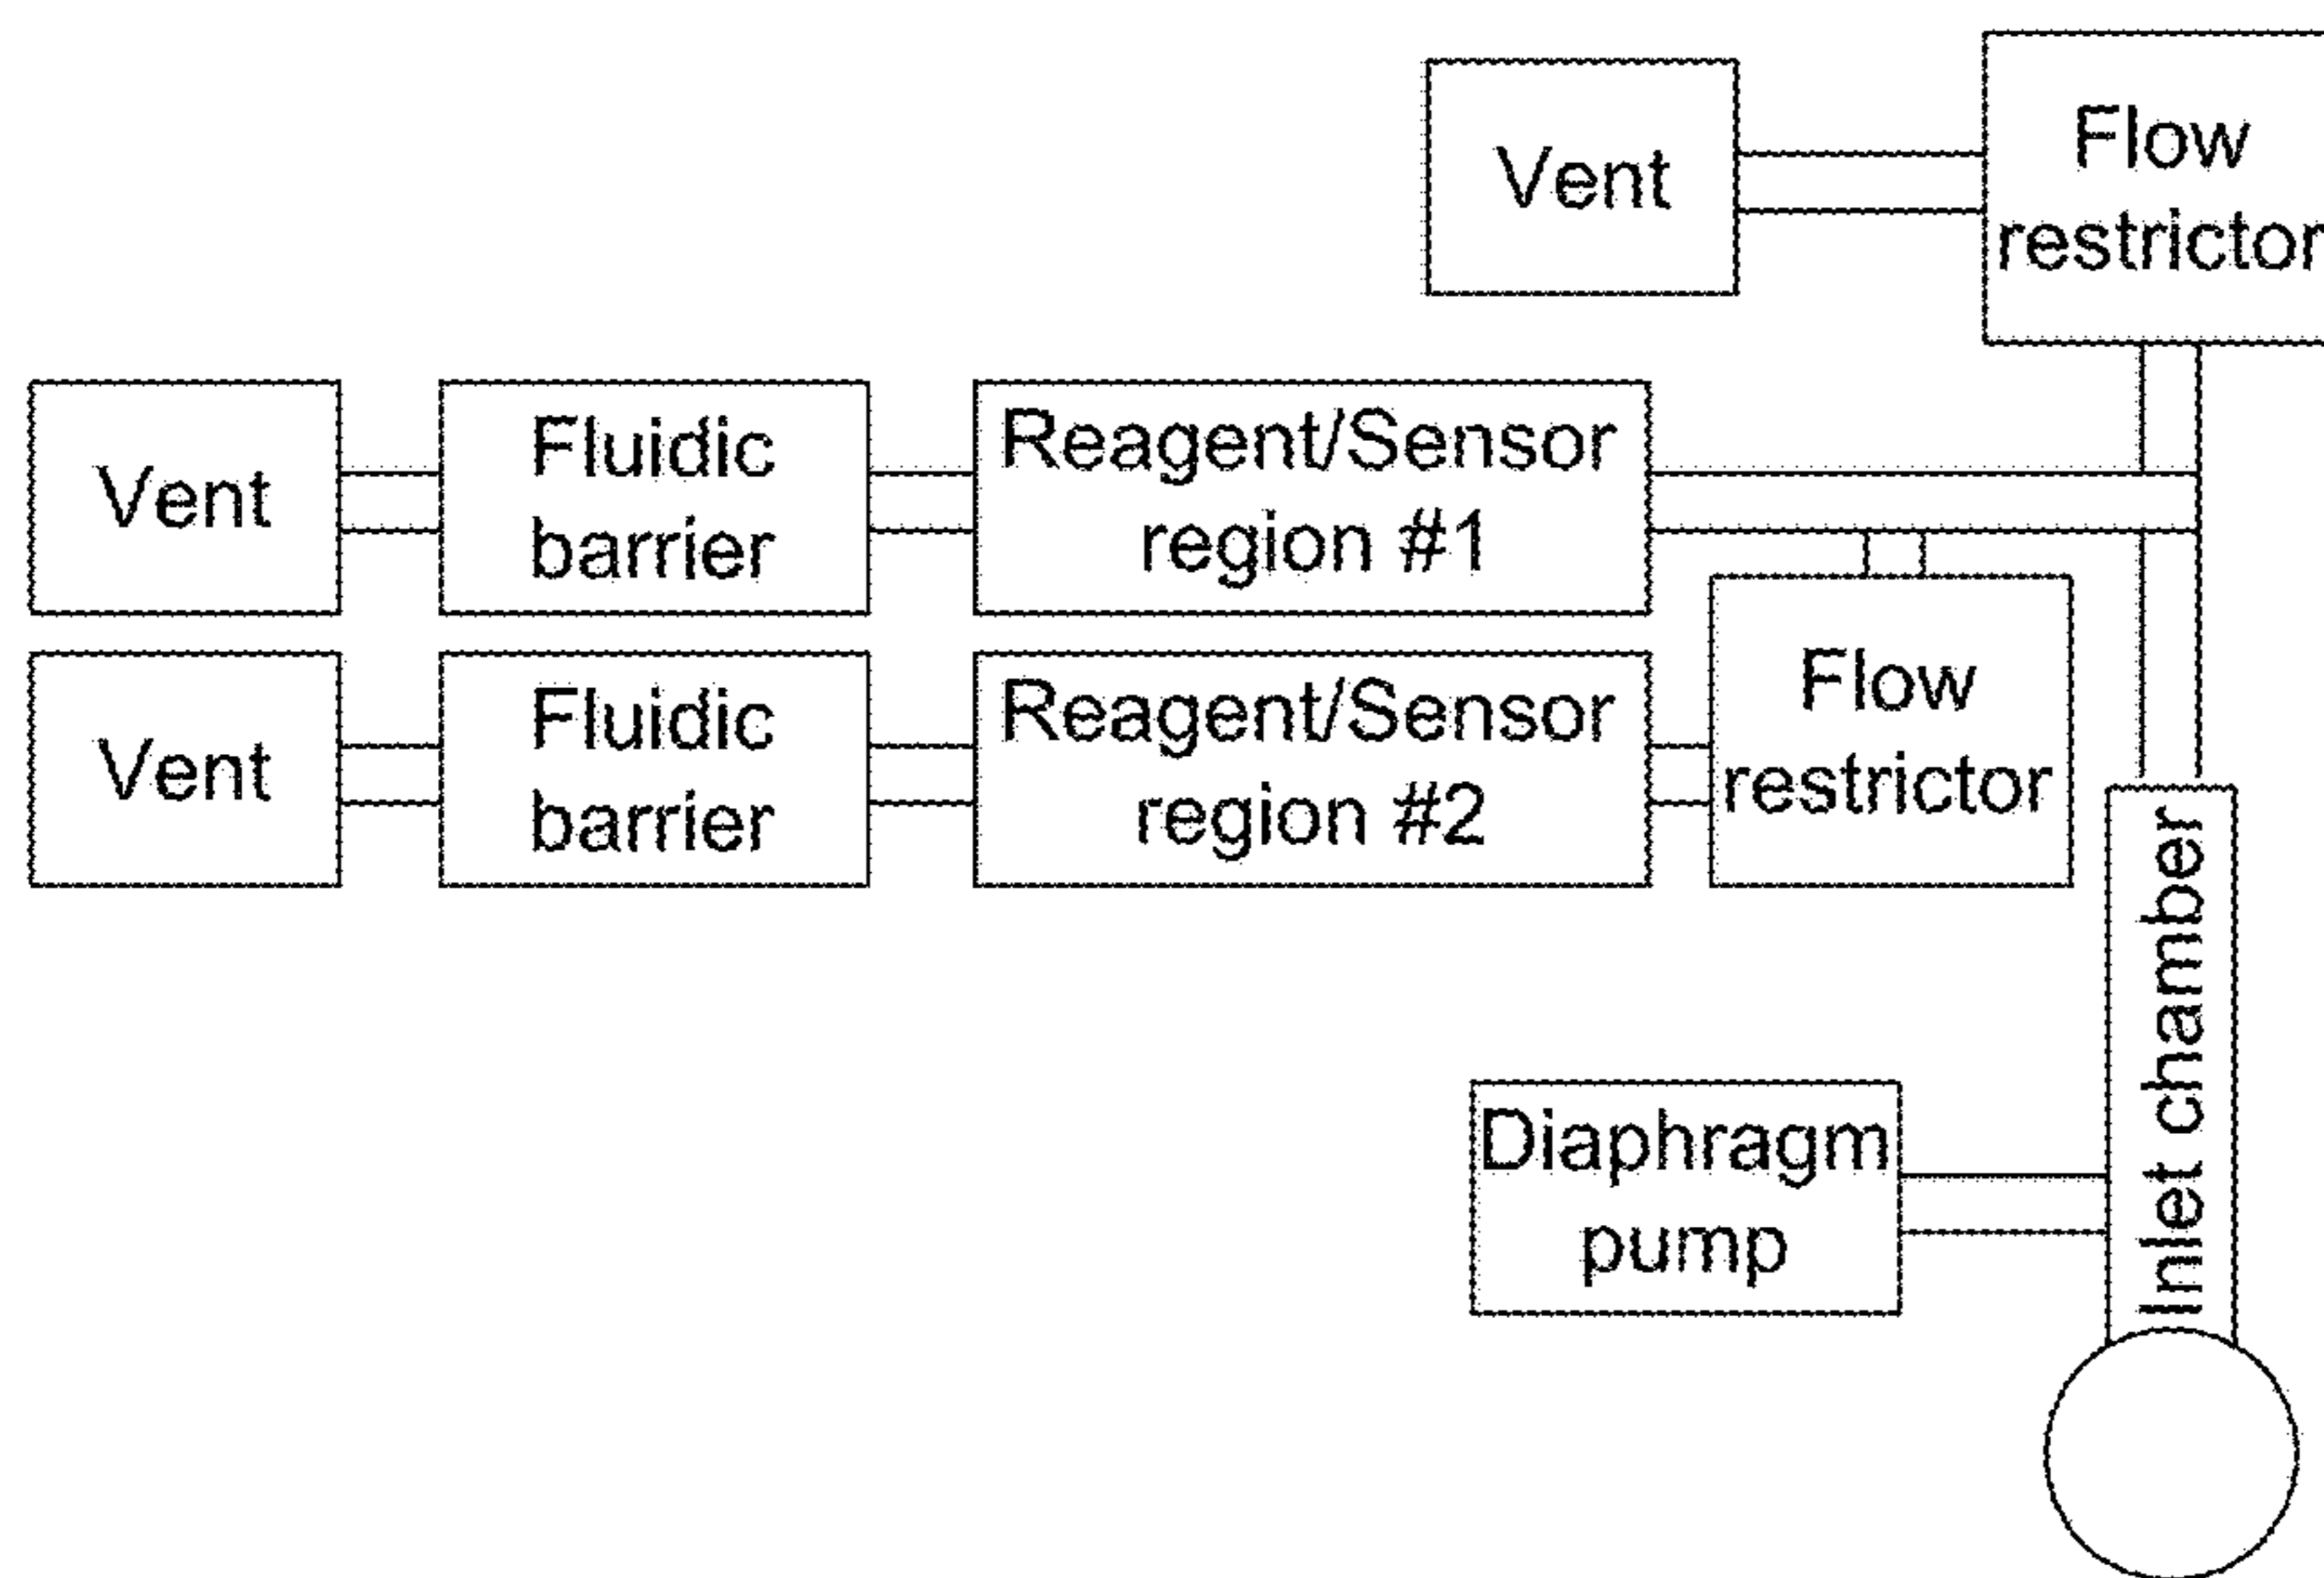 Vent
Flow
restrictor
Vent
Fluidic
barrier
Reagent/Sensor
region #1
Vent
Fluidic
barrier
Reagent/Sensor
region #2
Flow
restrictor
Inlet chamber
Diaphragm
pump